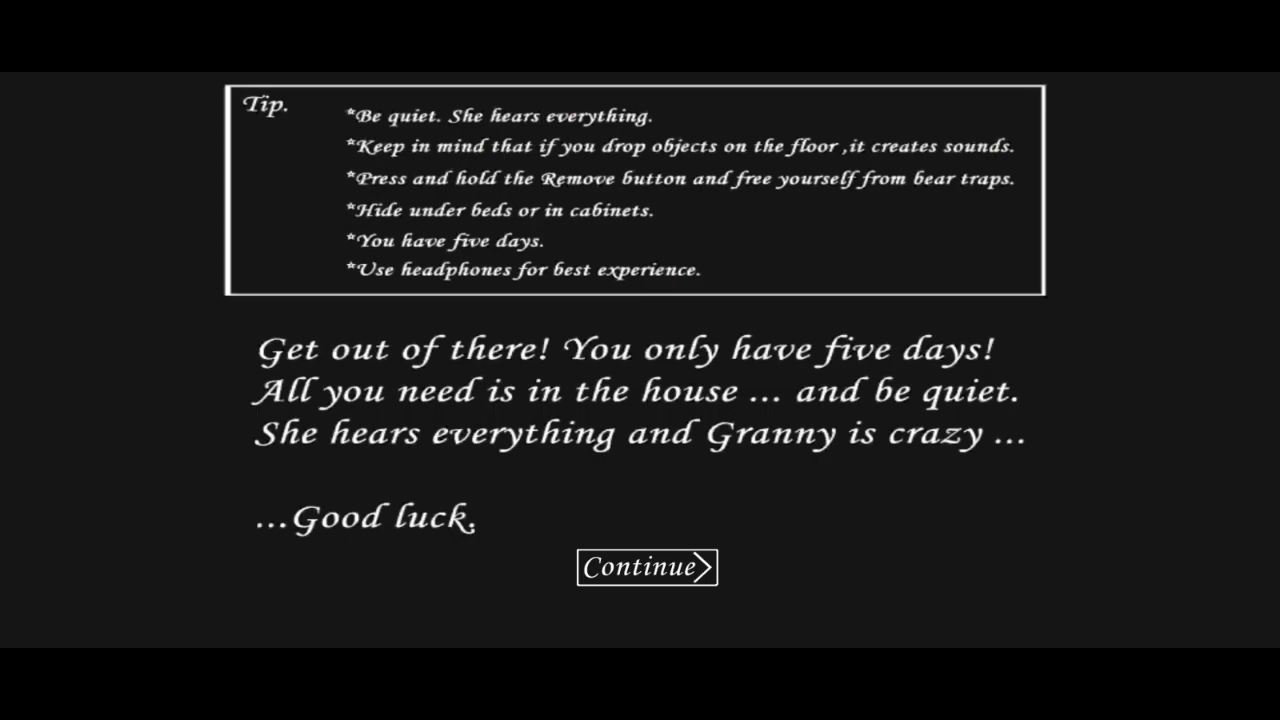 Tip.
*Be quiet. She hears everything.
*Keep in mind that if you drop objects on the floor ,it creates sounds.
*Press and hold the Remove button and free yourself from bear traps.
*Hide under beds or in cabinets.
*You have five days.
*Use headphones for best experience.
Get out of there! You only have five days!
All you need is in the house ... and be quiet.
She hears everything and Granny is crazy ...
...Good luck.
Continue>